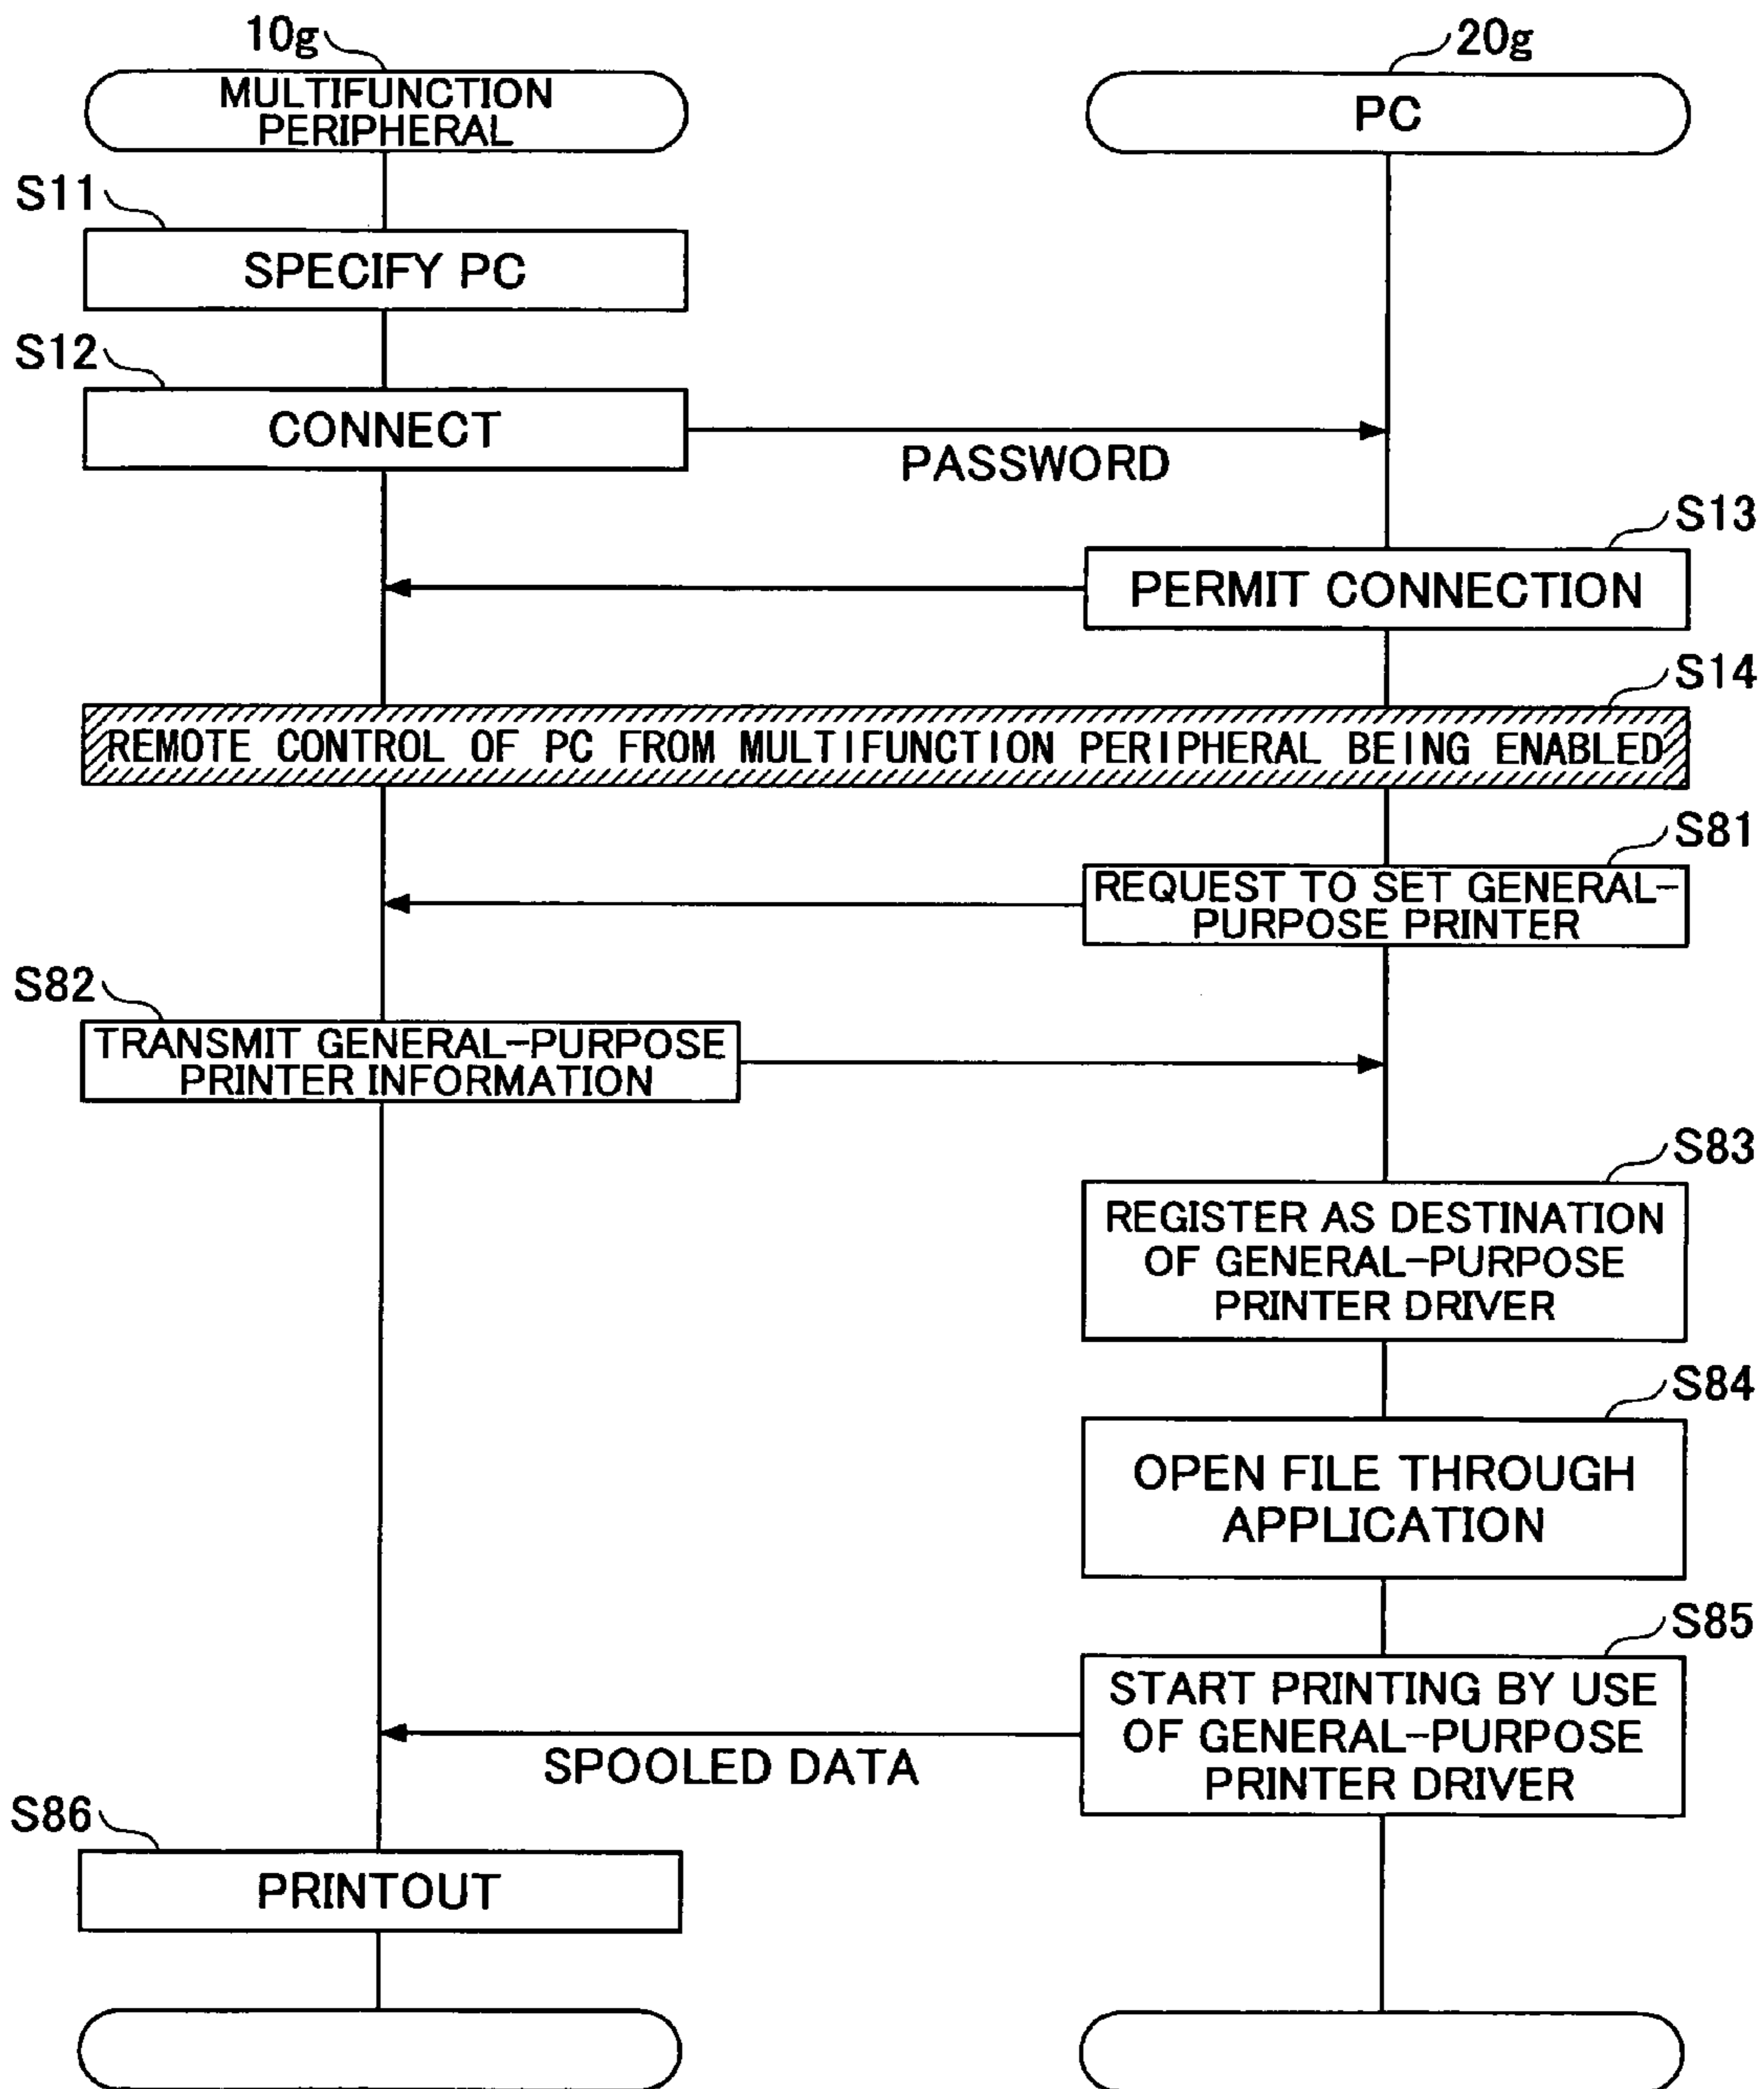 10g
20g
MULTIFUNCTION
PERIPHERAL
PC
S11
SPECIFY PC
S12
CONNECT
PASSWORD
S13
PERMIT CONNECTION
S14
REMOTE CONTROL OF PC FROM MULTIFUNCTION PERIPHERAL BEING ENABLED
S81
REQUEST TO SET GENERAL-
PURPOSE PRINTER
S82
TRANSMIT GENERAL-PURPOSE
PRINTER INFORMATION
S83
REGISTER AS DESTINATION
OF GENERAL-PURPOSE
PRINTER DRIVER
S84
OPEN FILE THROUGH
APPLICATION
S85
START PRINTING BY USE
OF GENERAL-PURPOSE
PRINTER DRIVER
SPOOLED DATA
S86
PRINTOUT